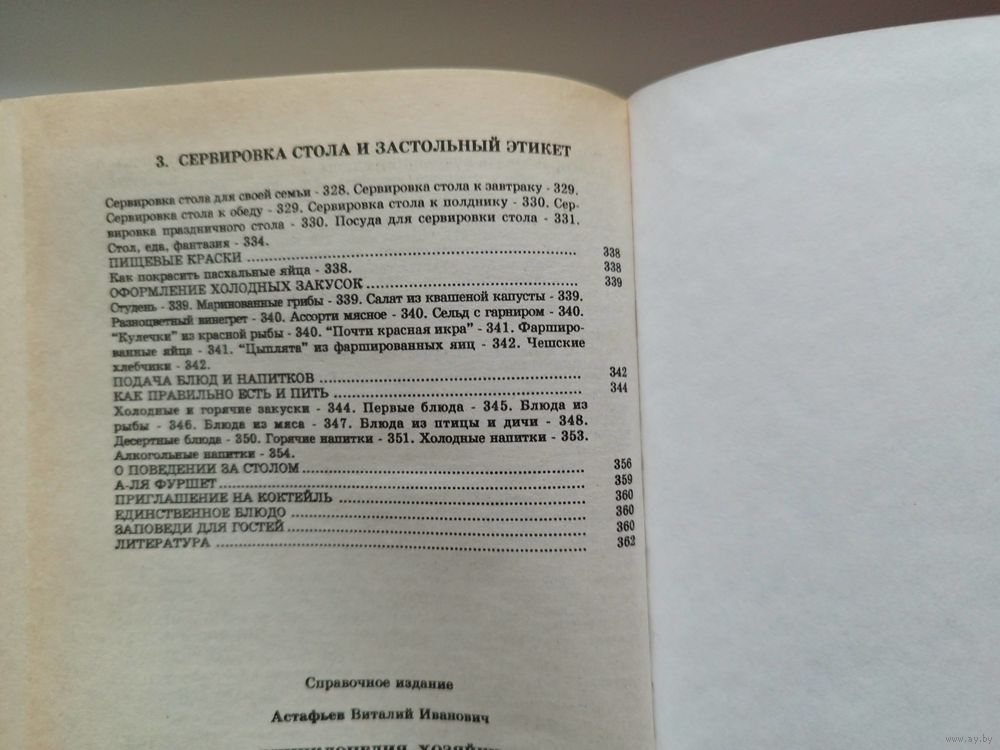 3. СЕРВИРОВКА СТОЛА И ЗАСТОЛЬНЫЙ ЭТИКЕТ
Сервировка стола для своей семьи - 328. Сервировка стола к завтраку - 329.
Сервировка стола к обеду - 329. Сервировка стола к полднику - 330. Сер-
вировка праздничного стола - 330. Посуда для сервировки стола - 331.
Стол, еда, фантазия - 334.
ПИЩЕВЫЕ КРАСКИ 338
Как покрасить пасхальные яйца - 338. 338
ОФОРМЛЕНИЕ ХОЛОДНЫХ ЗАКУСОК 339
Студень - 339. Маринованные грибы - 339. Салат из квашеной капусты - 339.
Разноцветный винегрет - 340. Ассорти мясное - 340. Сельд с гарниром - 340.
"Кулечки" из красной рыбы - 340. "Почти красная икра" - 341. Фарширо-
ванные яйца - 341. "Цыплята" из фаршированных яиц - 342. Чешские
хлебчики - 342.
ПОДАЧА БЛЮД И НАПИТКОВ 342
КАК ПРАВИЛЬНО ЕСТЬ И ПИТЬ 344
Холодные и горячие закуски - 344. Первые блюда - 345. Блюда из
рыбы - 346. Блюда из мяса - 347. Блюда из птицы и дичи - 348.
Десертные блюда - 350. Горячие напитки - 351. Холодные напитки - 353.
Алкогольные напитки - 354.
О ПОВЕДЕНИИ ЗА СТОЛОМ 356
А-ЛЯ ФУРШЕТ 359
ПРИГЛАШЕНИЕ НА КОКТЕЙЛЬ 360
ЕДИНСТВЕННОЕ БЛЮДО 360
ЗАПОВЕДИ ДЛЯ ГОСТЕЙ 360
ЛИТЕРАТУРА 362
Справочное издание
Астафьев Виталий Иванович
www.ay.by